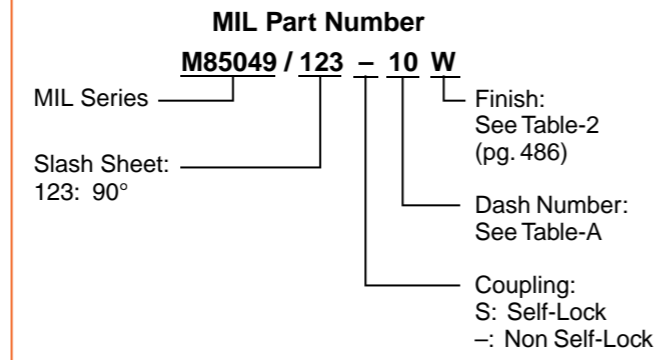 MIL Part Number
M85049 / 123 – 10 W
MIL Series
Finish:
See Table-2
(pg. 486)
Slash Sheet:
123: 90°
Dash Number:
See Table-A
Coupling:
S: Self-Lock
–: Non Self-Lock